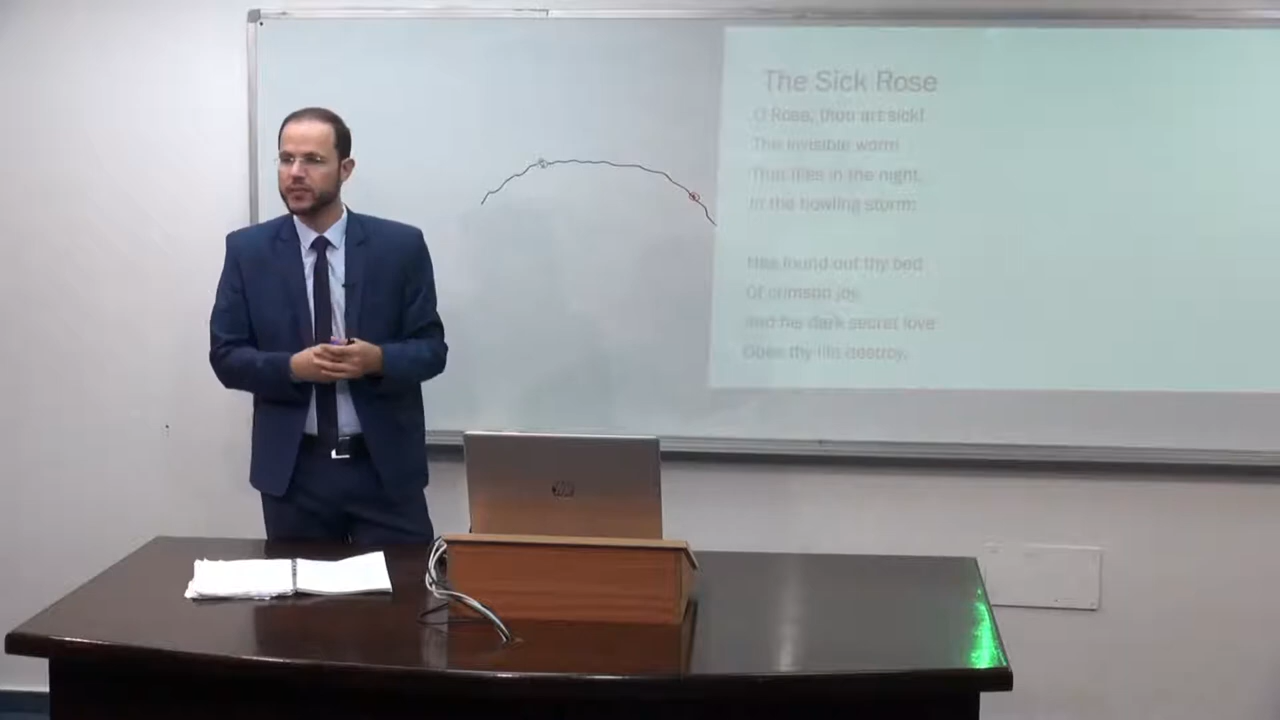 The Sick Rose
O Rose, thou art sick!
The invisible worm
That flies in the night,
In the howling storm:
Has found out thy bed
Of crimson joy:
And his dark secret love
Does thy life destroy.
hp